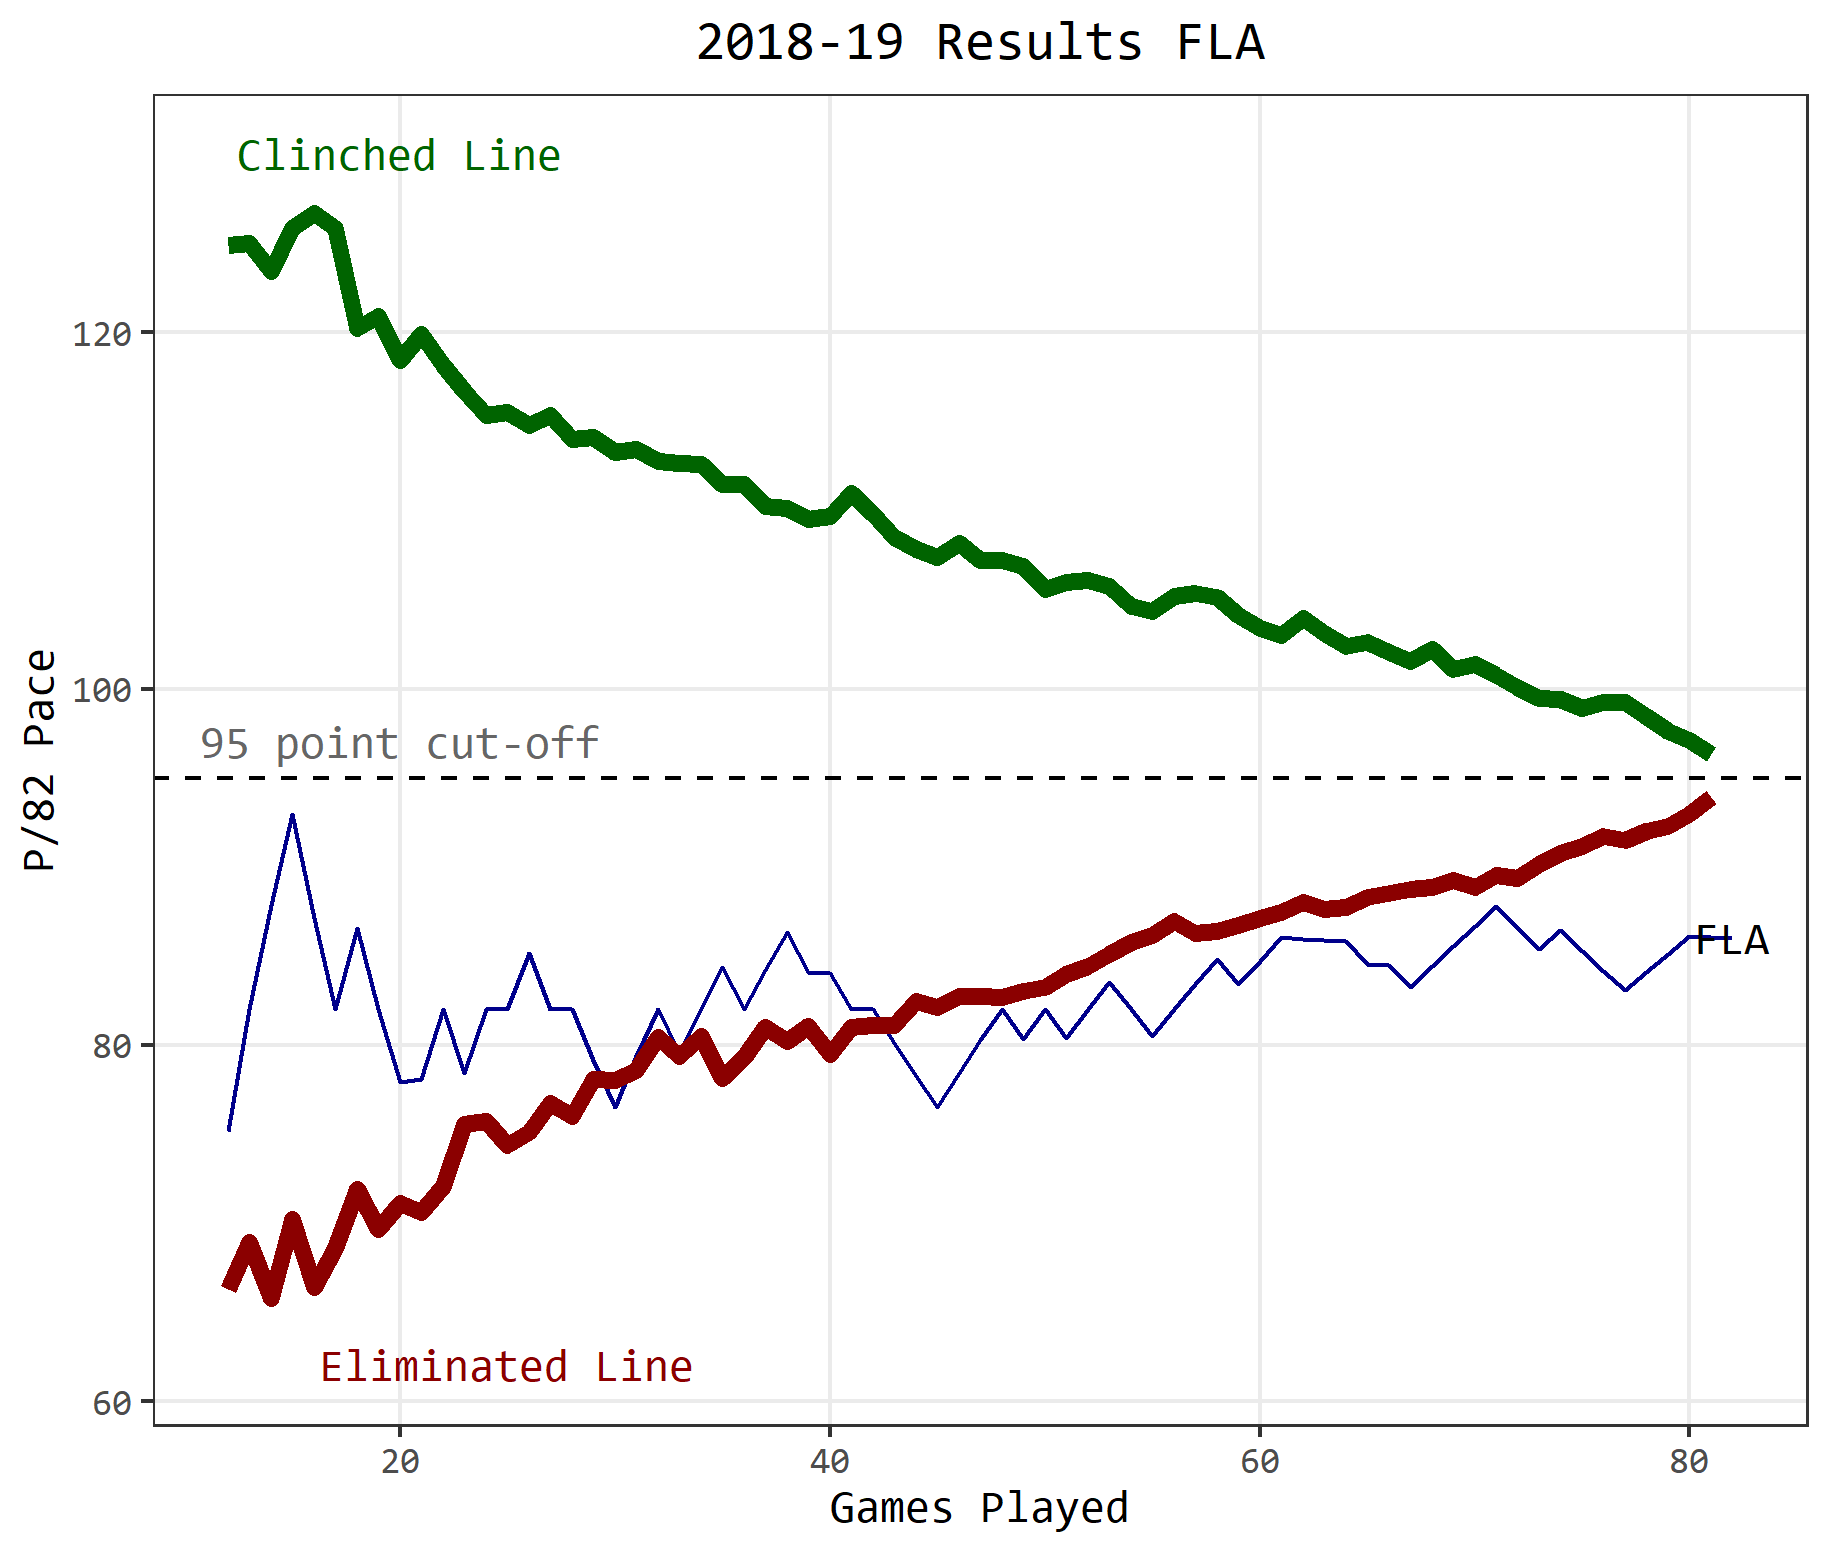 2018-19 Results FLA
Clinched Line
120
100
95 point cut-off
P/82 Pace
FLA
80
Eliminated Line
60
20 40 60 80
Games Played